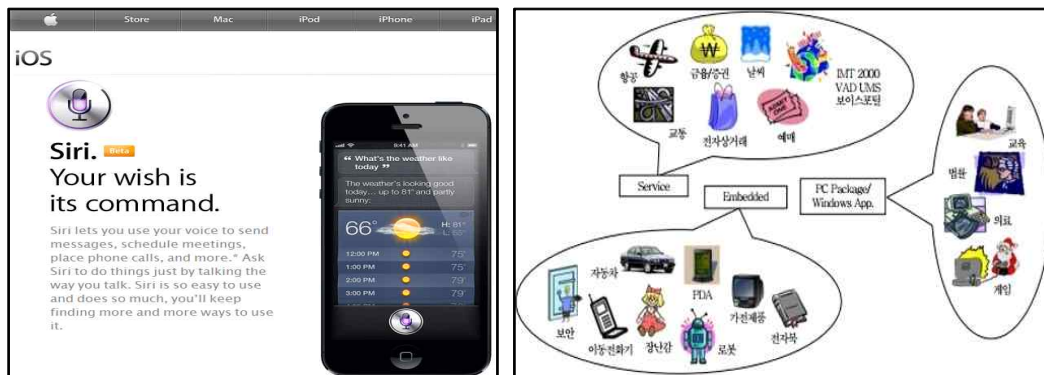 Store Mac iPod iPhone iPad
iOS
Siri. Beta
Your wish is
its command.
Siri lets you use your voice to send
messages, schedule meetings,
place phone calls, and more.* Ask
Siri to do things just by talking the
way you talk. Siri is so easy to use
and does so much, you'll keep
finding more and more ways to use
it.
9:41 AM
“ What's the weather like
today ”
The weather's looking good
today... up to 81° and partly
sunny:
66° H: 81°
12:00 PM 75°
1:00 PM 75°
2:00 PM 79°
3:00 PM 79°
항공
금융/증권
날씨
IMT 2000
VAD UMS
보이스포털
교통
전자상거래
ADMIT ONE
예매
Service
Embedded
PC Package/
Windows App.
교육
법률
의료
게임
자동차
PDA
가전제품
보안
이동전화기
장난감
로봇
전자북